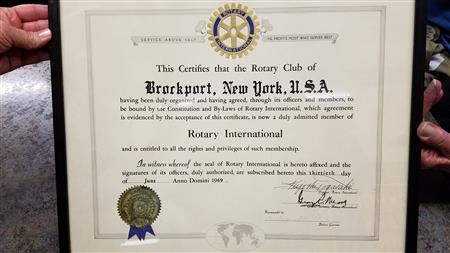 ROTARY
INTERNATIONAL
SERVICE ABOVE SELF
HE PROFITS MOST WHO SERVES BEST
This Certifies that the Rotary Club of
Brockport, New York, U.S.A.
having been duly organized and having agreed, through its officers and members, to
be bound by the Constitution and By-Laws of Rotary International, which agreement
is evidenced by the acceptance of this certificate, is now a duly admitted member of
Rotary International
and is entitled to all the rights and privileges of such membership.
In witness whereof the seal of Rotary International is hereto affixed and the
signatures of its officers, duly authorized, are subscribed hereto this thirtieth day
of June Anno Domini 1969